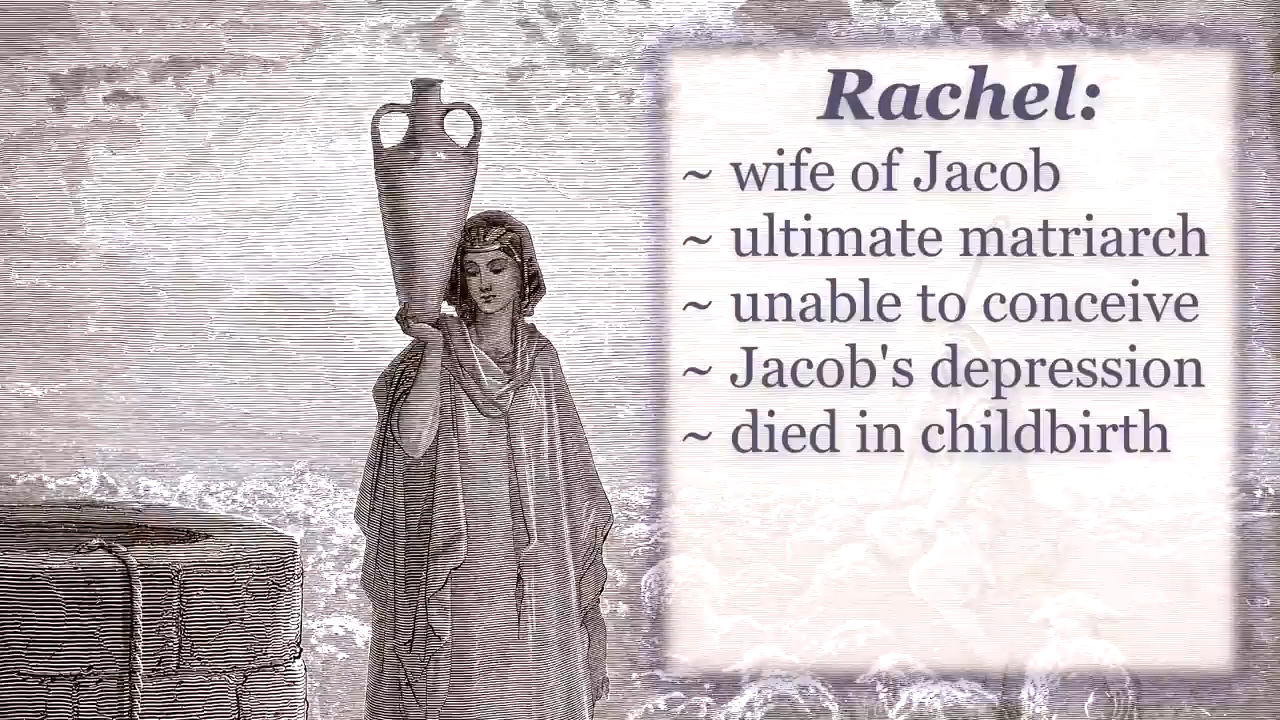 Rachel:
~ wife of Jacob
~ ultimate matriarch
~ unable to conceive
~ Jacob's depression
~ died in childbirth